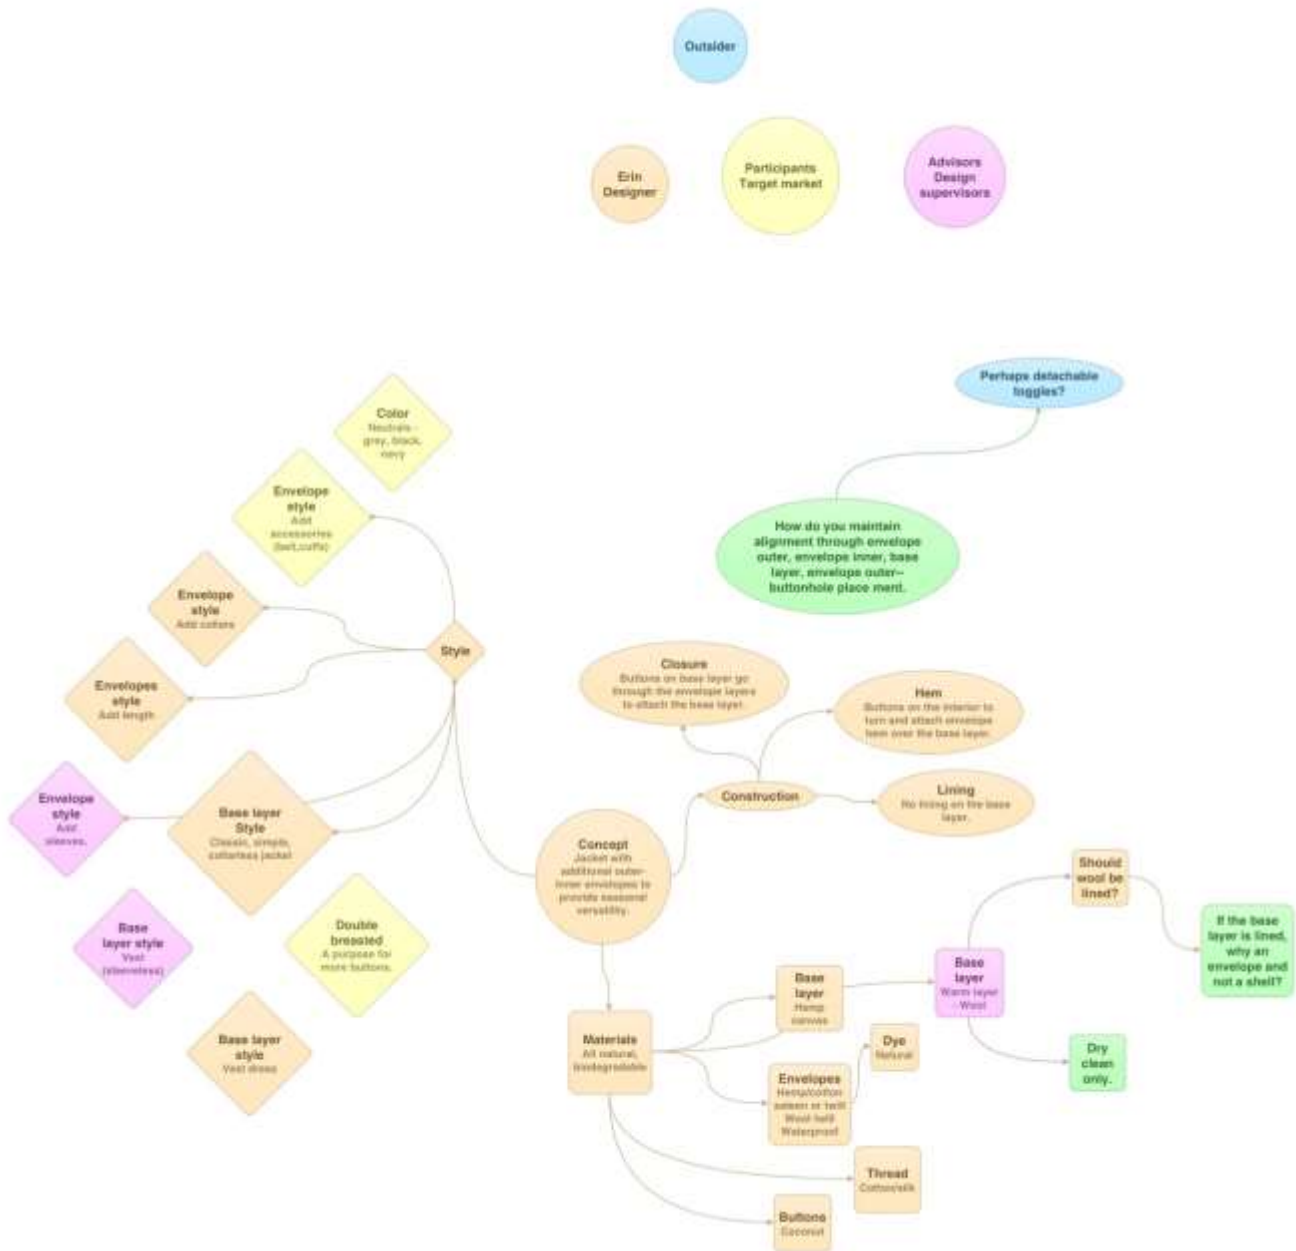 Outsider
Erin
Designer
Participants
Target market
Advisors
Design
supervisors
Perhaps detachable
toggles?
Color
Neutrals -
grey, black,
navy
Envelope
style
Add
accessories
(belt,cuffs)
How do you maintain
alignment through envelope
outer, envelope inner, base
layer, envelope outer--
buttonhole place ment.
Envelope
style
Add collars
Style
Envelopes
style
Add length
Closure
Buttons on base layer go
through the envelope layers
to attach the base layer.
Hem
Buttons on the interior to
turn and attach envelope
hem over the base layer.
Construction
Lining
No lining on the base
layer.
Envelope
style
Add
sleeves.
Base layer
Style
Classic, simple,
collarless jacket
Concept
Jacket with
additional outer-
inner envelopes to
provide seasonal
versatility.
Should
wool be
lined?
If the base
layer is lined,
why an
envelope and
not a shell?
Base
layer style
Vest
(sleeveless)
Double
breasted
A purpose for
more buttons.
Base
layer
Hemp
canvas
Base
layer
Warm layer
- Wool
Base layer
style
Vest dress
Materials
All natural,
biodegradable
Dye
Natural
Dry
clean
only.
Envelopes
Hemp/cotton
sateen or twill
Wool twill
Waterproof
Thread
Cotton/silk
Buttons
Coconut